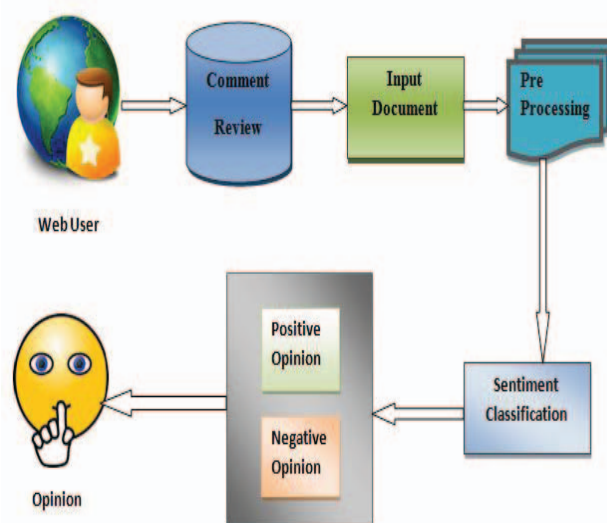 Comment
Review
Input
Document
Pre
Processing
Web User
Sentiment
Classification
Positive
Opinion
Negative
Opinion
Opinion